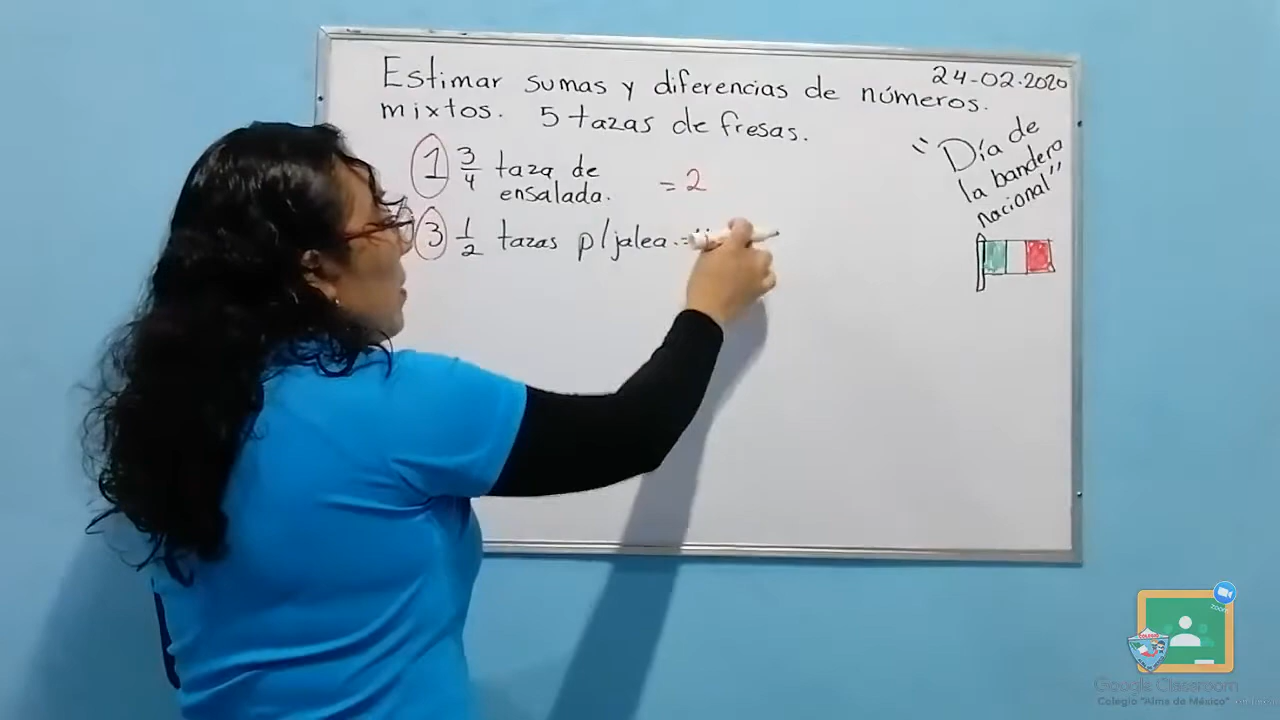 Estimar sumas y diferencias de números
mixtos. 5 tazas de fresas.
24-02-2020
"Día de
la bandera
nacional"
1 3/4 taza de
ensalada. = 2
3 1/2 tazas p/jalea. =
zoom
Google Classroom
Colegio "Alma de México"